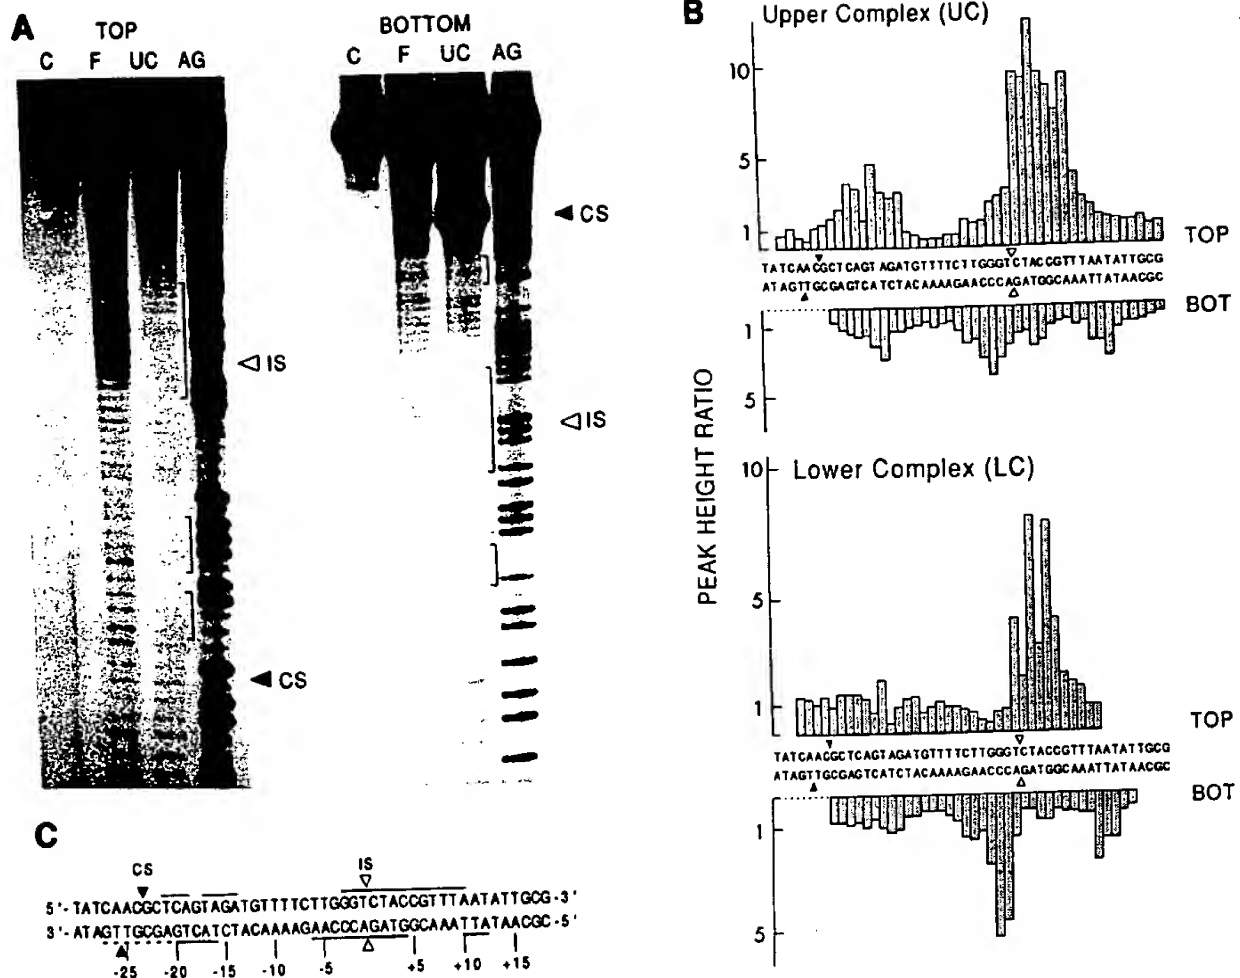 A
TOP
C F UC AG
IS
CS
BOTTOM
C F UC AG
CS
IS
B
Upper Complex (UC)
10
5
1
TOP
TATCAACGCTCAGTAGATGTTTTCTTGGGTCTACCGTTTAATATTGCG
ATAGTTGCGAGTCATCTACAAAAGAACCCAGATGGCAAATTATAACGC
BOT
1
5
PEAK HEIGHT RATIO
10
Lower Complex (LC)
5
1
TOP
TATCAACGCTCAGTAGATGTTTTCTTGGGTCTACCGTTTAATATTGCG
ATAGTTGCGAGTCATCTACAAAAGAACCCAGATGGCAAATTATAACGC
BOT
1
5
C
CS IS
5'-TATCAACGCTCAGTAGATGTTTTCTTGGGTCTACCGTTTAATATTGCG-3'
3'-ATAGTTGCGAGTCATCTACAAAAGAACCCAGATGGCAAATTATAACGC-5'
-25 -20 -15 -10 -5 +5 +10 +15